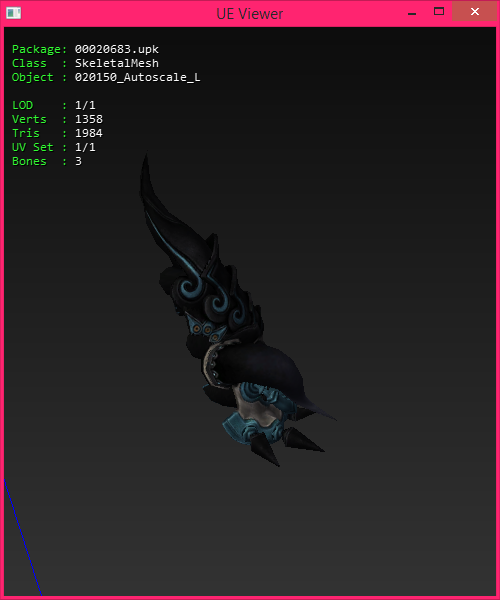 UE Viewer
Package: 00020683.upk
Class : SkeletalMesh
Object : 020150_Autoscale_L
LOD : 1/1
Verts : 1358
Tris : 1984
UV Set : 1/1
Bones : 3